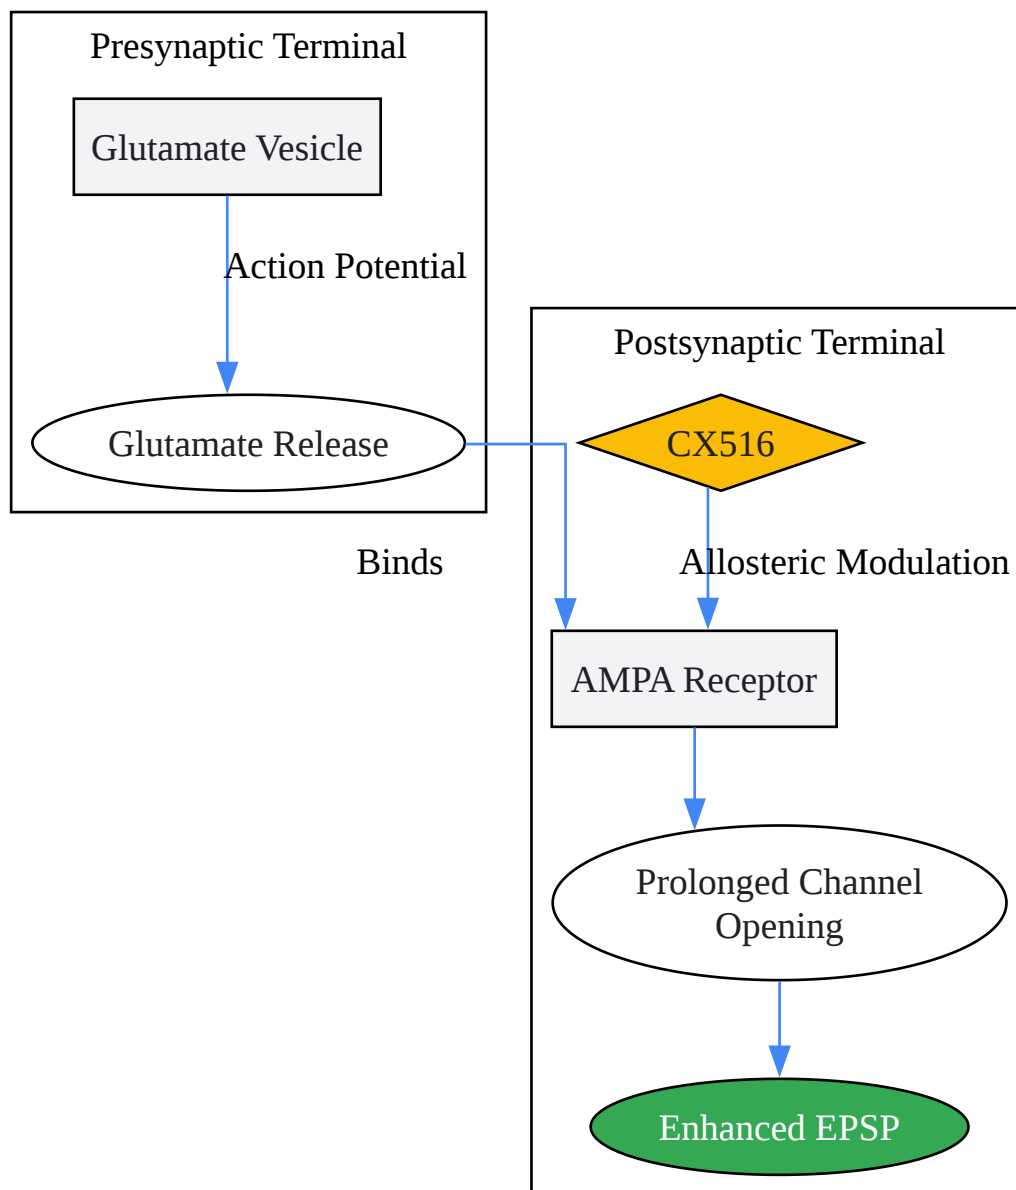 Presynaptic Terminal
Glutamate Vesicle
Action Potential
Glutamate Release
Binds
Postsynaptic Terminal
CX516
Allosteric Modulation
AMPA Receptor
Prolonged Channel
Opening
Enhanced EPSP